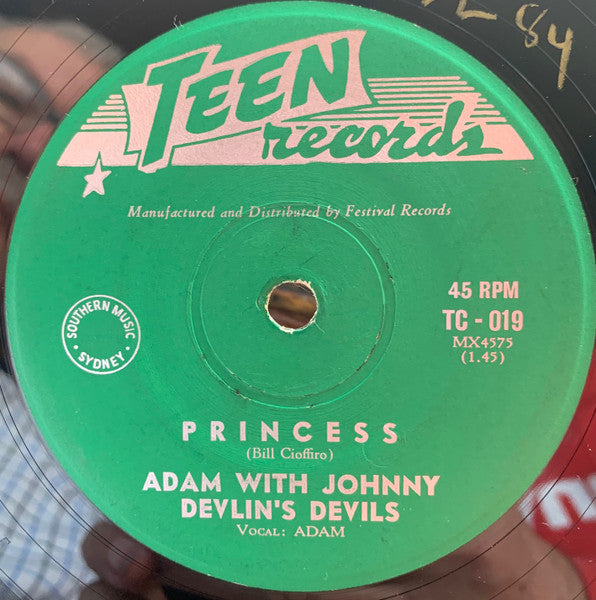 84
TEEN
records
Manufactured and Distributed by Festival Records
SOUTHERN MUSIC
• SYDNEY •
45 RPM
TC - 019
MX4575
(1.45)
PRINCESS
(Bill Cioffiro)
ADAM WITH JOHNNY
DEVLIN'S DEVILS
VOCAL: ADAM